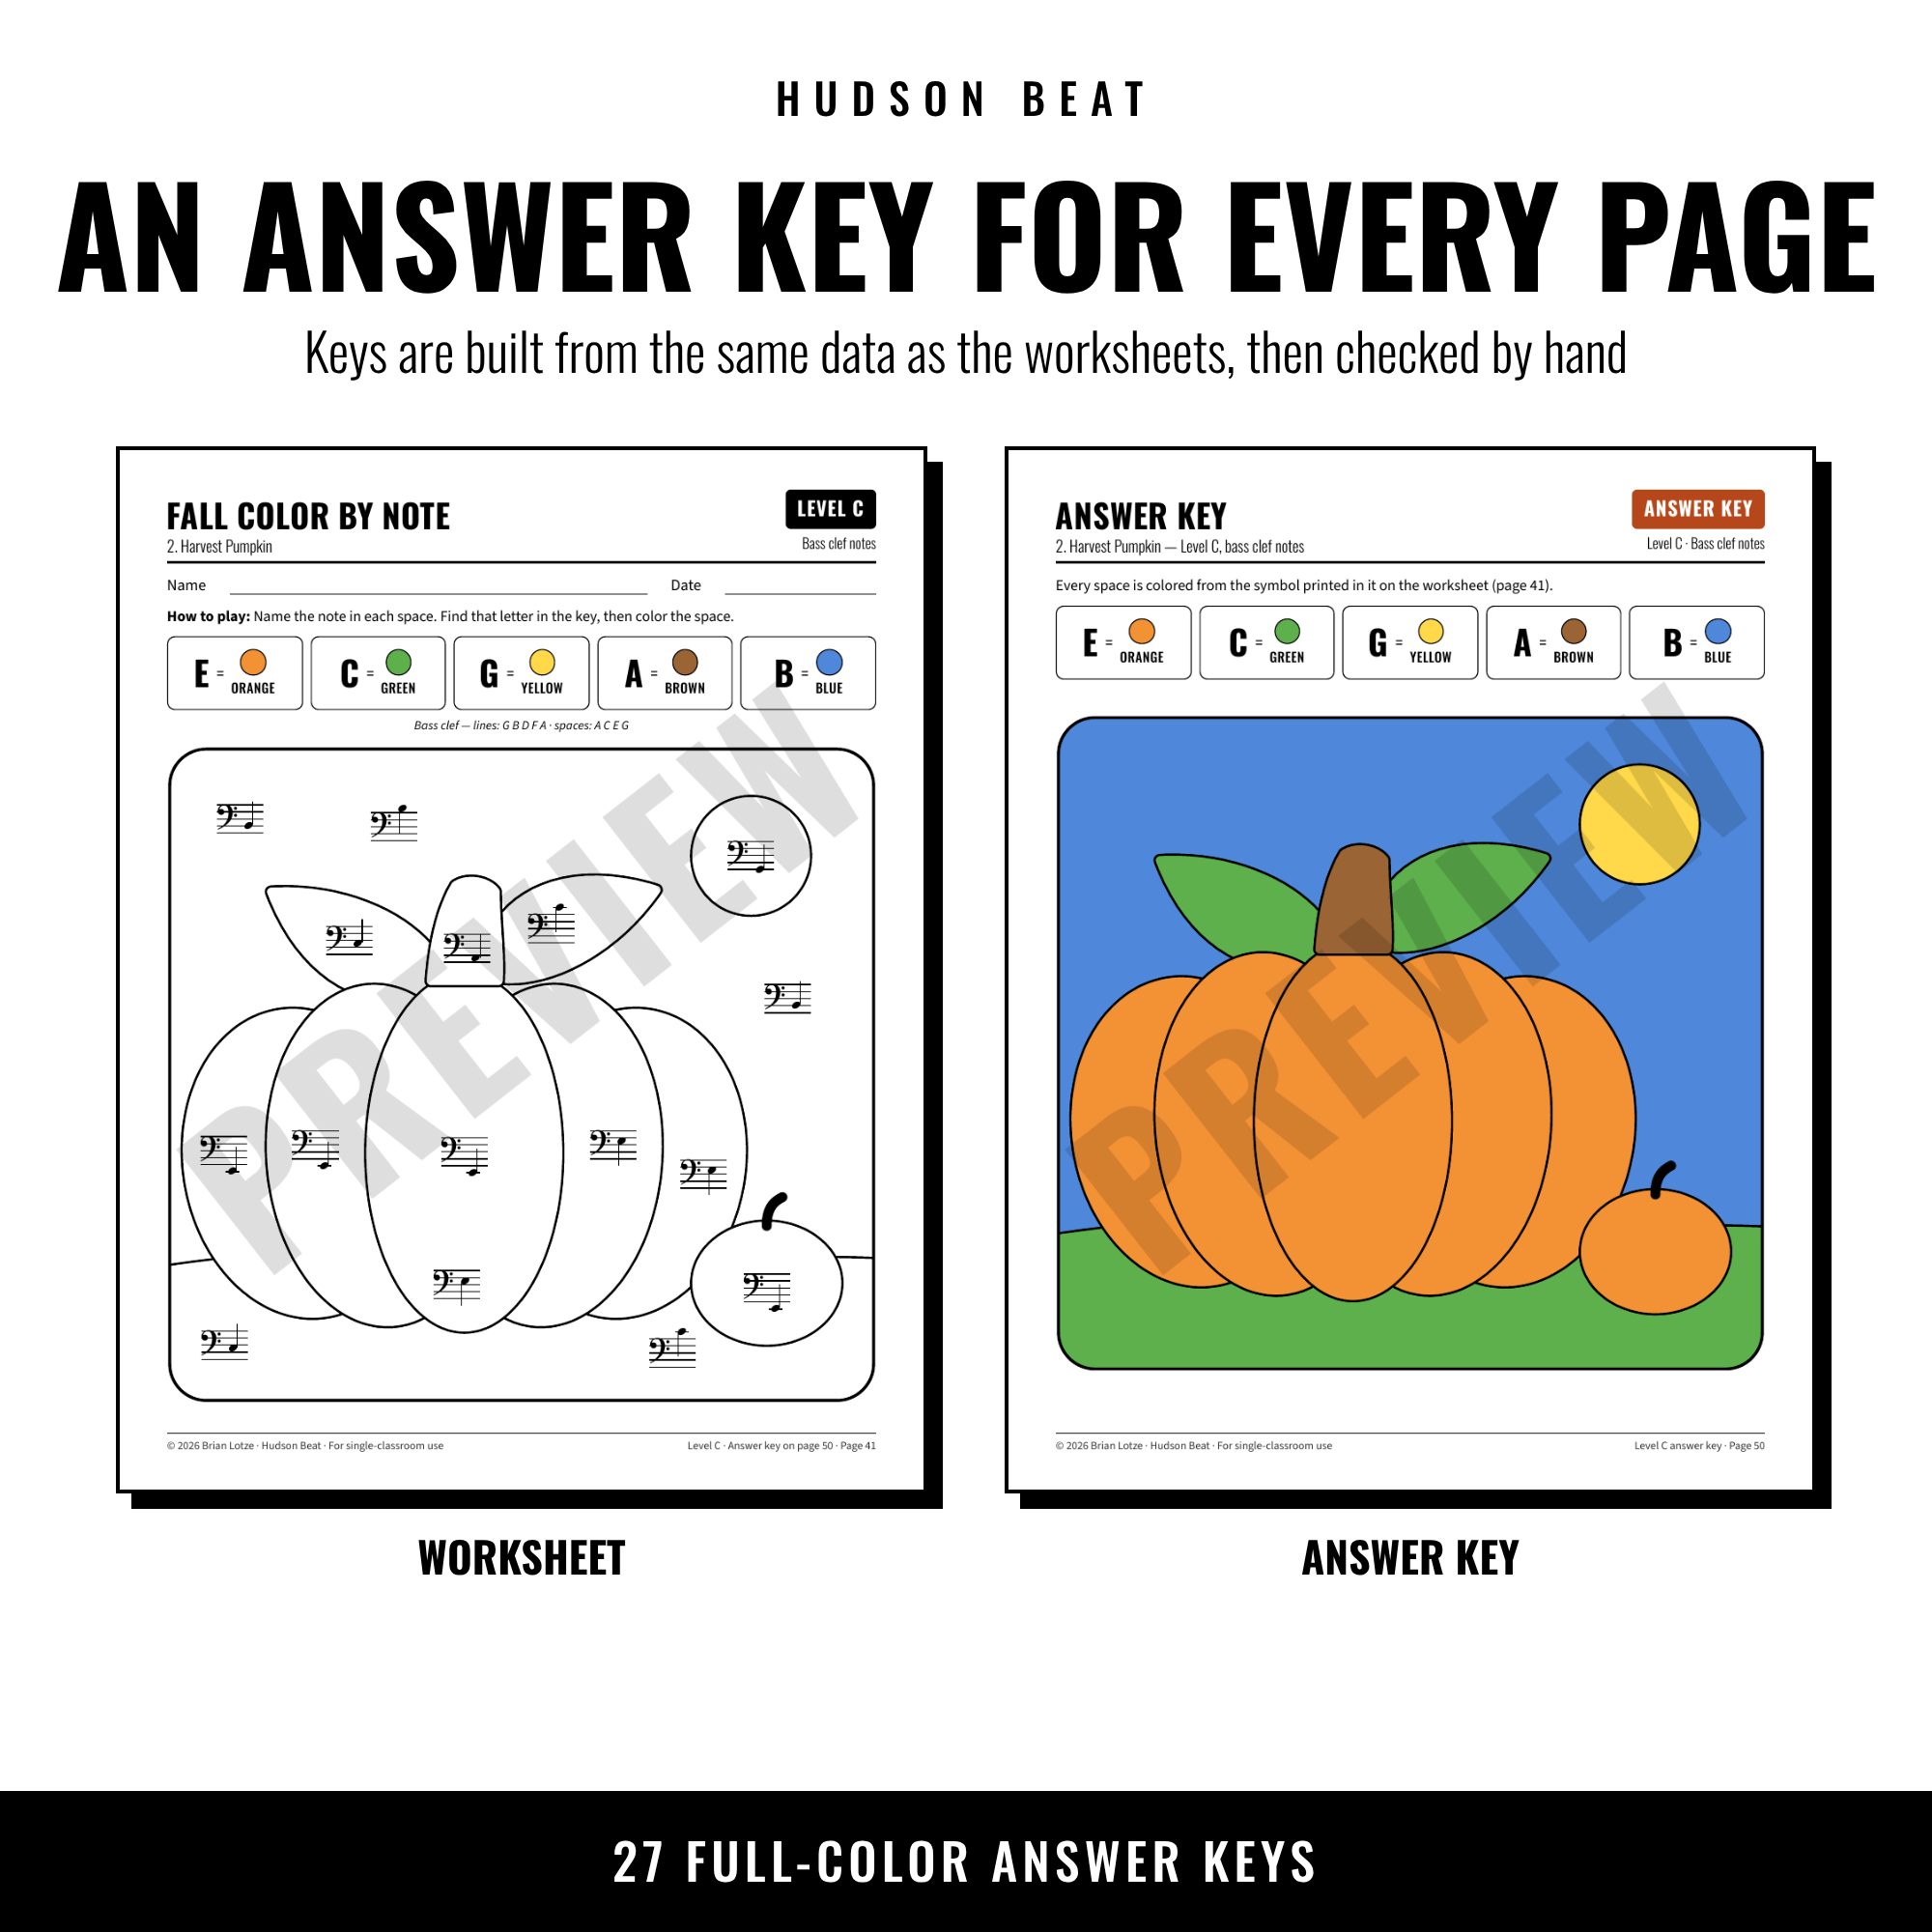 HUDSON BEAT
AN ANSWER KEY FOR EVERY PAGE
Keys are built from the same data as the worksheets, then checked by hand
FALL COLOR BY NOTE
LEVEL C
2. Harvest Pumpkin
Bass clef notes
Name
Date
How to play: Name the note in each space. Find that letter in the key, then color the space.
E = ORANGE
C = GREEN
G = YELLOW
A = BROWN
B = BLUE
Bass clef — lines: G B D F A · spaces: A C E G
PREVIEW
© 2026 Brian Lotze · Hudson Beat · For single-classroom use
Level C · Answer key on page 50 · Page 41
WORKSHEET
ANSWER KEY
ANSWER KEY
2. Harvest Pumpkin — Level C, bass clef notes
Level C · Bass clef notes
Every space is colored from the symbol printed in it on the worksheet (page 41).
E = ORANGE
C = GREEN
G = YELLOW
A = BROWN
B = BLUE
PREVIEW
© 2026 Brian Lotze · Hudson Beat · For single-classroom use
Level C answer key · Page 50
ANSWER KEY
27 FULL-COLOR ANSWER KEYS